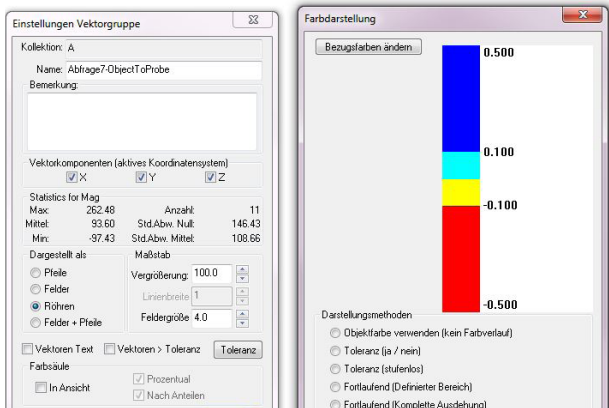 Einstellungen Vektorgruppe
Kollektion: A
Name: Abfrage7-ObjectToProbe
Bemerkung:
Vektorkomponenten (aktives Koordinatensystem)
X Y Z
Statistics for Mag
Max: 262.48 Anzahl: 11
Mittel: 93.60 Std.Abw. Null: 146.43
Min: -97.43 Std.Abw. Mittel: 108.66
Dargestellt als
Pfeile
Felder
Röhren
Felder + Pfeile
Maßstab
Vergrößerung: 100.0
Linienbreite 1
Feldergröße 4.0
Vektoren Text Vektoren > Toleranz Toleranz
Farbsäule
In Ansicht
Prozentual
Nach Anteilen
Farbdarstellung
Bezugsfarben ändern
0.500
0.100
-0.100
-0.500
Darstellungsmethoden
Objektfarbe verwenden (kein Farbverlauf)
Toleranz (ja / nein)
Toleranz (stufenlos)
Fortlaufend (Definierter Bereich)
Fortlaufend (Komplette Ausdehung)